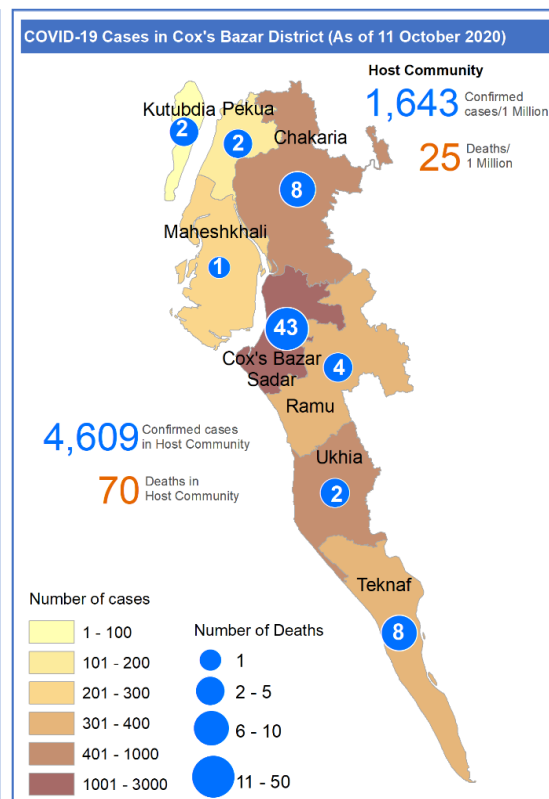 COVID-19 Cases in Cox's Bazar District (As of 11 October 2020)
Host Community
1,643 Confirmed cases/1 Million
25 Deaths/ 1 Million
Kutubdia
2
Pekua
2
Chakaria
8
Maheshkhali
1
43
Cox's Bazar
Sadar
4
Ramu
4,609 Confirmed cases in Host Community
70 Deaths in Host Community
Ukhia
2
Teknaf
8
Number of cases
1 - 100
101 - 200
201 - 300
301 - 400
401 - 1000
1001 - 3000
Number of Deaths
1
2 - 5
6 - 10
11 - 50